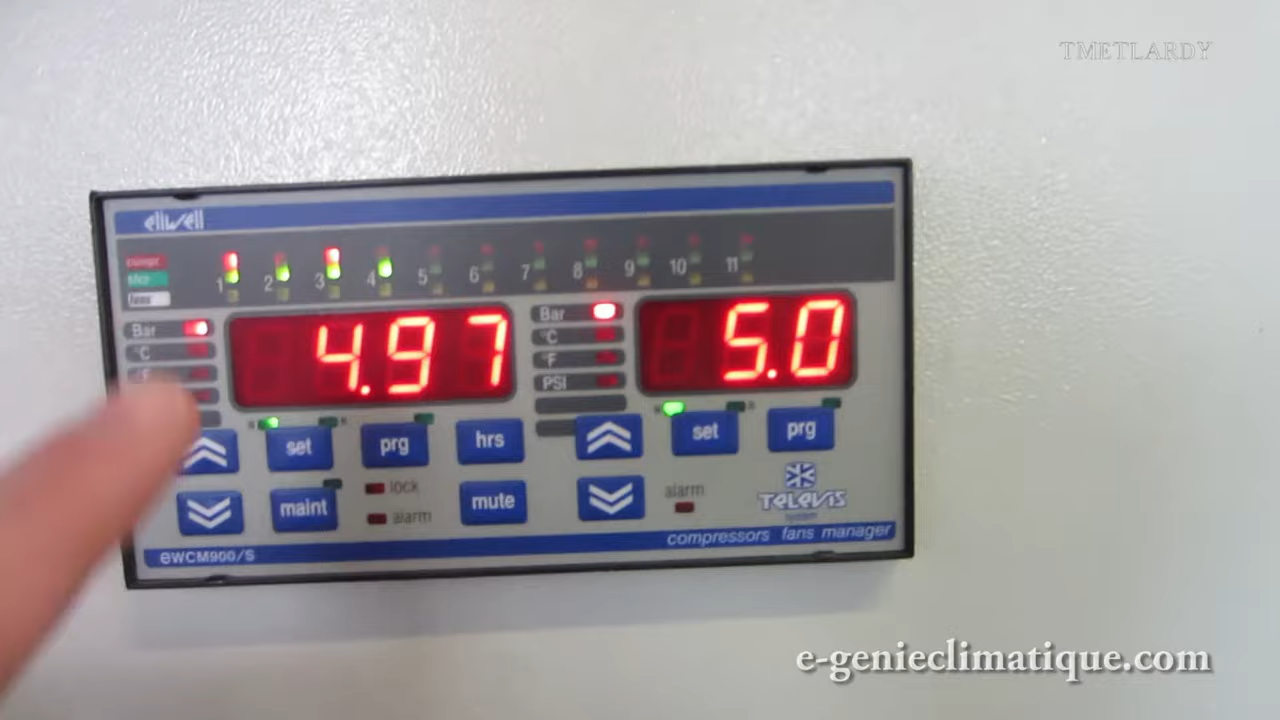 TMETLARDY
eliwell
compr
fans
1 2 3 4 5 6 7 8 9 10 11
Bar
°C
°F
4.97
Bar
°C
°F
PSI
5.0
set
prg
hrs
set
prg
maint
lock
alarm
mute
alarm
TELEVIS
system
compressors fans manager
EWCM900/S
e-genieclimatique.com